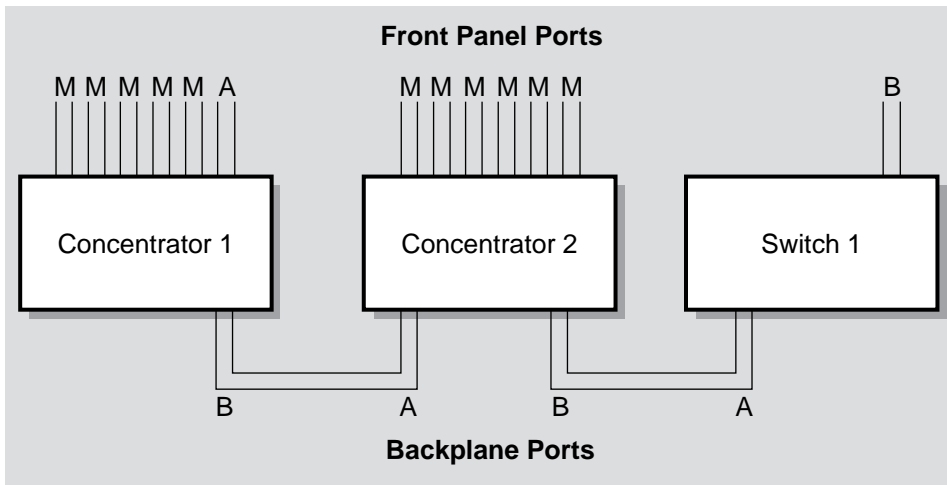 Front Panel Ports
M M M M M A
M M M M M M
B
Concentrator 1
Concentrator 2
Switch 1
B A B A
Backplane Ports